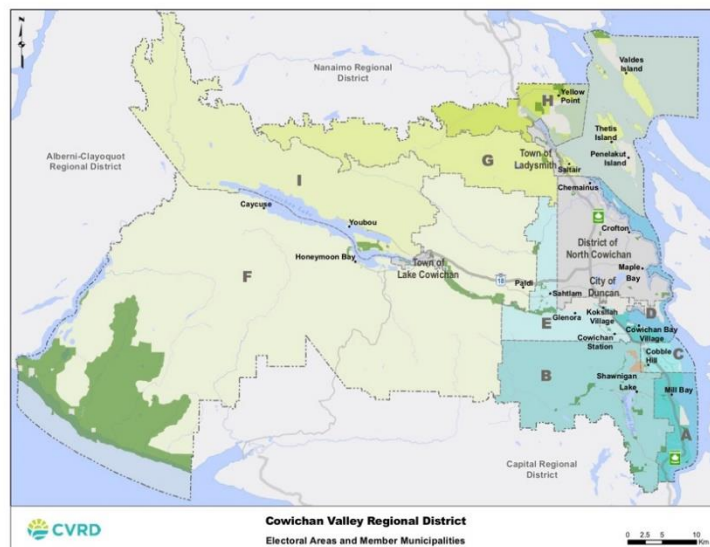 N
Nanaimo Regional
District
Alberni-Clayoquot
Regional District
Valdes
Island
H
Yellow
Point
Thetis
Island
Penelakut
Island
Town of
Ladysmith
G
Saltair
Chemainus
I
Caycuse
Youbou
Crofton
District of
North Cowichan
Honeymoon Bay
Town of
Lake Cowichan
F
18
Paldi
Maple
Bay
City of
Duncan
Sahtlam
D
E
Glenora
Koksilah
Village
Cowichan Bay
Village
Cowichan
Station
C
Cobble
Hill
B
Shawnigan
Lake
Mill Bay
A
Capital Regional
District
CVRD
Cowichan Valley Regional District
Electoral Areas and Member Municipalities
0 2.5 5 10
Km